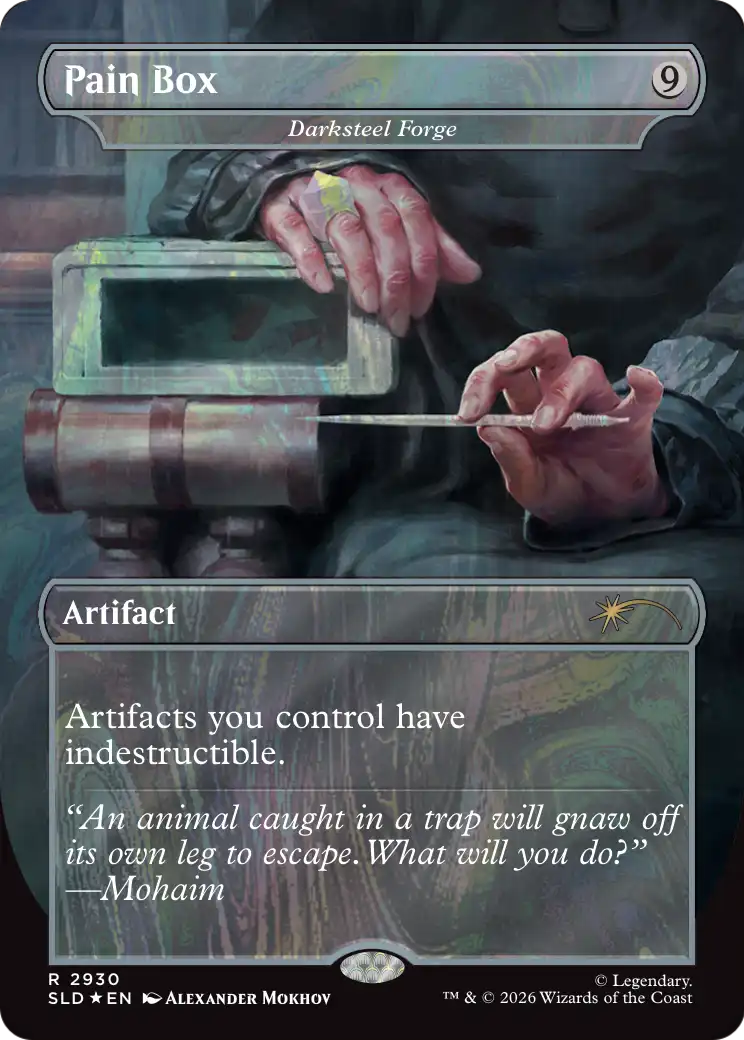 Pain Box 9
Darksteel Forge
Artifact
Artifacts you control have
indestructible.
“An animal caught in a trap will gnaw off
its own leg to escape. What will you do?”
—Mohaim
R 2930
© Legendary.
SLD ★ EN Alexander Mokhov
™ & © 2026 Wizards of the Coast